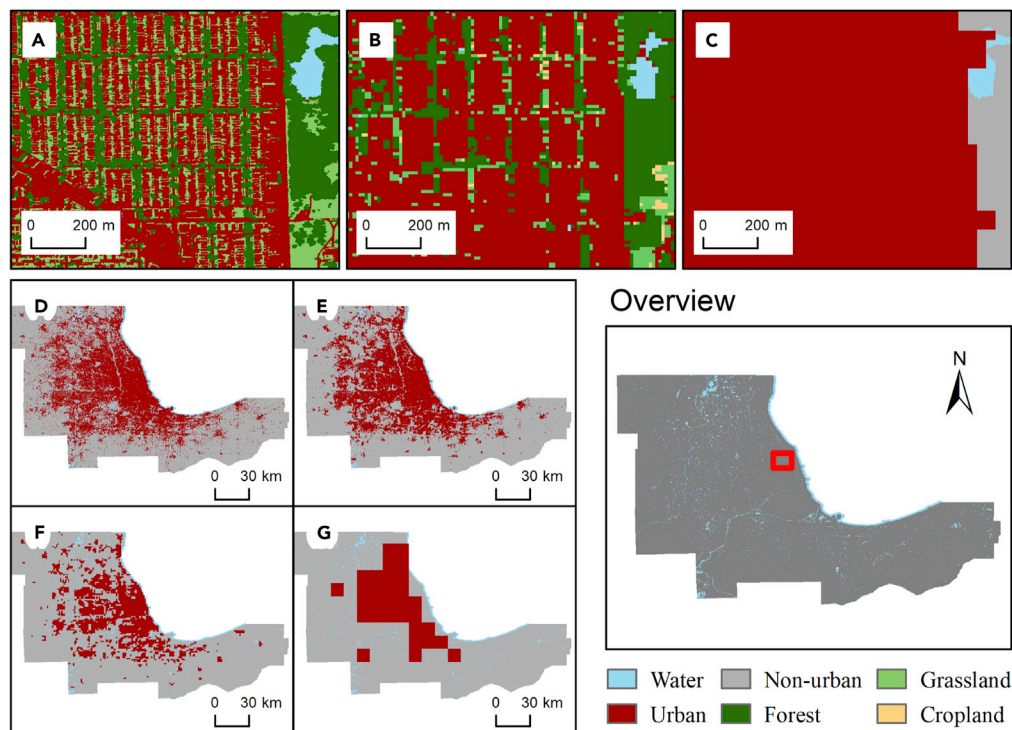 A
B
C
0 200 m
0 200 m
0 200 m
D
E
0 30 km
0 30 km
F
G
0 30 km
0 30 km
Overview
N
Water Non-urban Grassland
Urban Forest Cropland